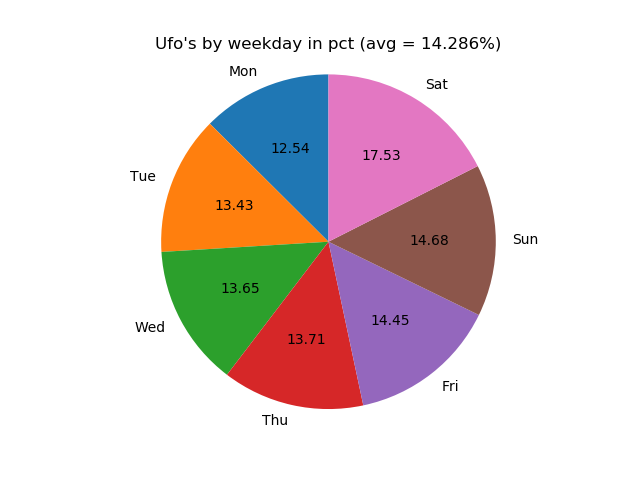 Ufo's by weekday in pct (avg = 14.286%)
Mon
12.54
Tue
13.43
Wed
13.65
Thu
13.71
Fri
14.45
Sun
14.68
Sat
17.53